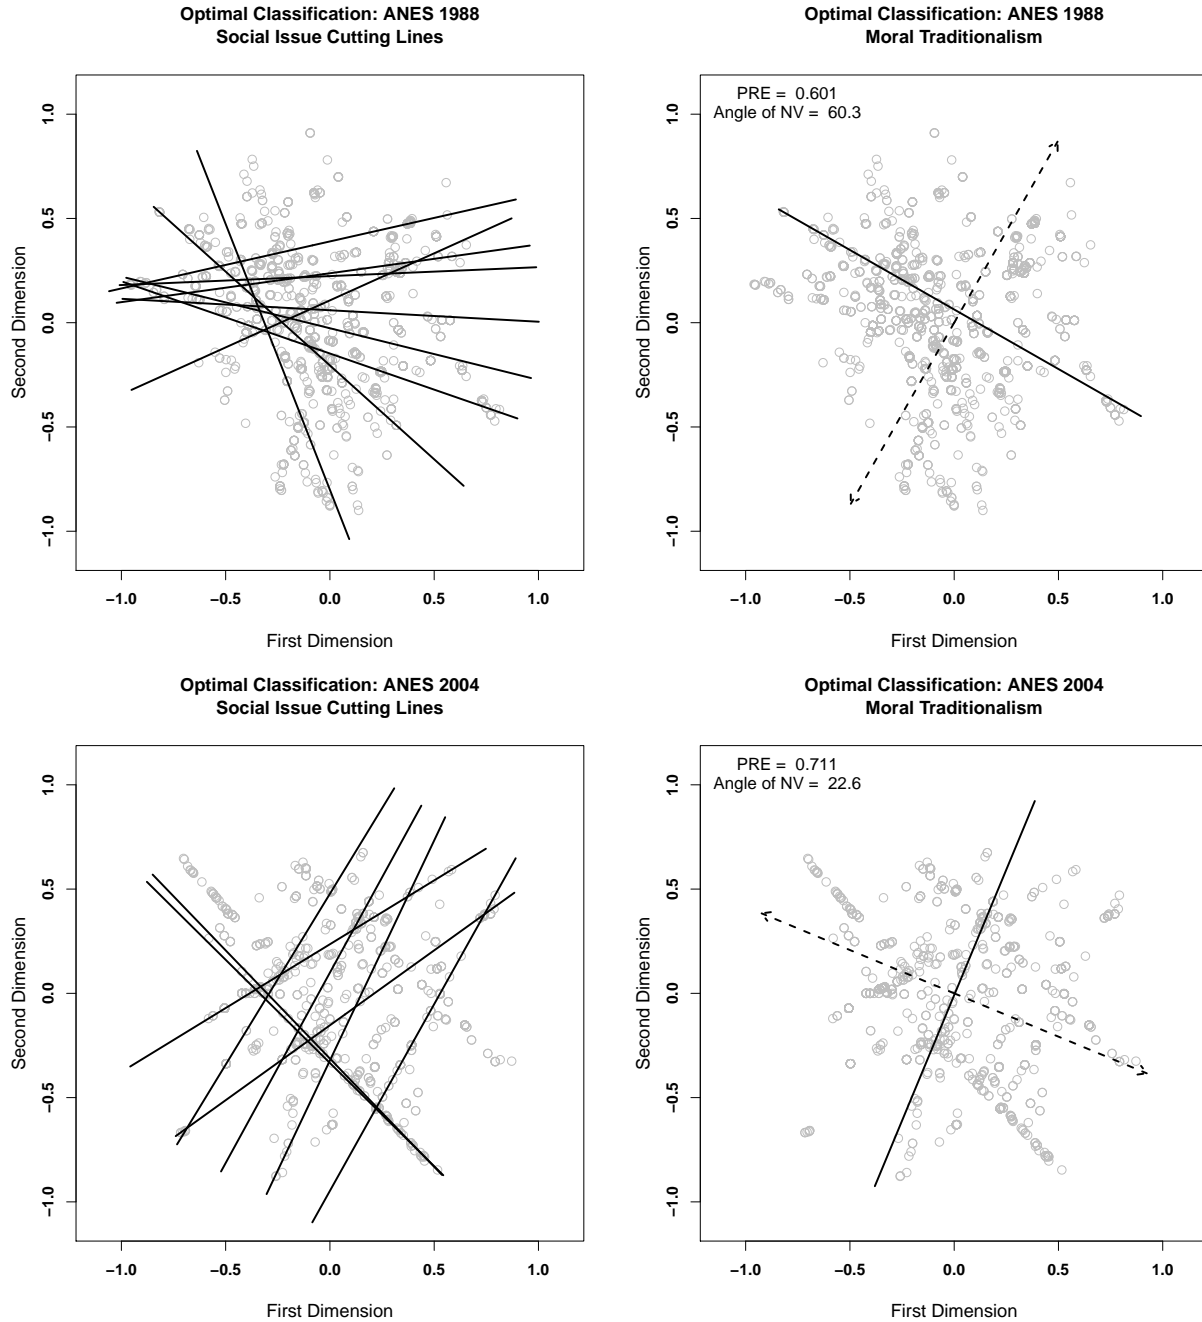 Optimal Classification: ANES 1988
Social Issue Cutting Lines
Second Dimension
1.0
0.5
0.0
−0.5
−1.0
−1.0 −0.5 0.0 0.5 1.0
First Dimension
Optimal Classification: ANES 1988
Moral Traditionalism
PRE = 0.601
Angle of NV = 60.3
Second Dimension
1.0
0.5
0.0
−0.5
−1.0
−1.0 −0.5 0.0 0.5 1.0
First Dimension
Optimal Classification: ANES 2004
Social Issue Cutting Lines
Second Dimension
1.0
0.5
0.0
−0.5
−1.0
−1.0 −0.5 0.0 0.5 1.0
First Dimension
Optimal Classification: ANES 2004
Moral Traditionalism
PRE = 0.711
Angle of NV = 22.6
Second Dimension
1.0
0.5
0.0
−0.5
−1.0
−1.0 −0.5 0.0 0.5 1.0
First Dimension